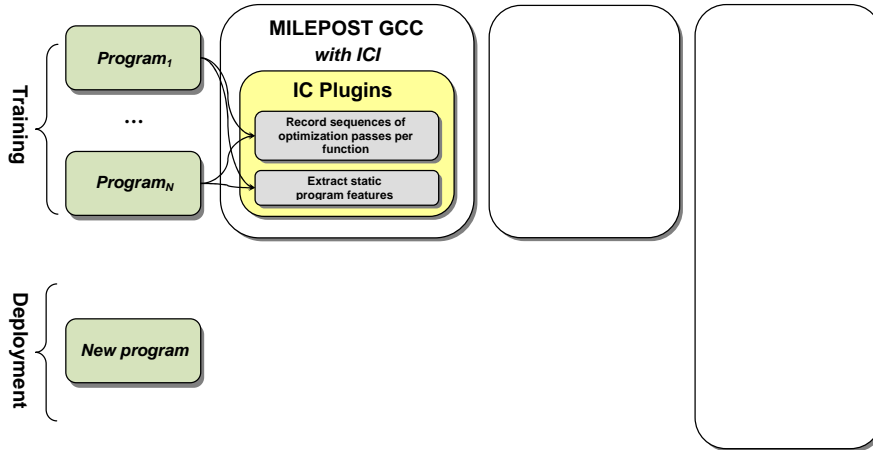 Training
Program1
...
ProgramN
MILEPOST GCC
with ICI
IC Plugins
Record sequences of
optimization passes per
function
Extract static
program features
Deployment
New program